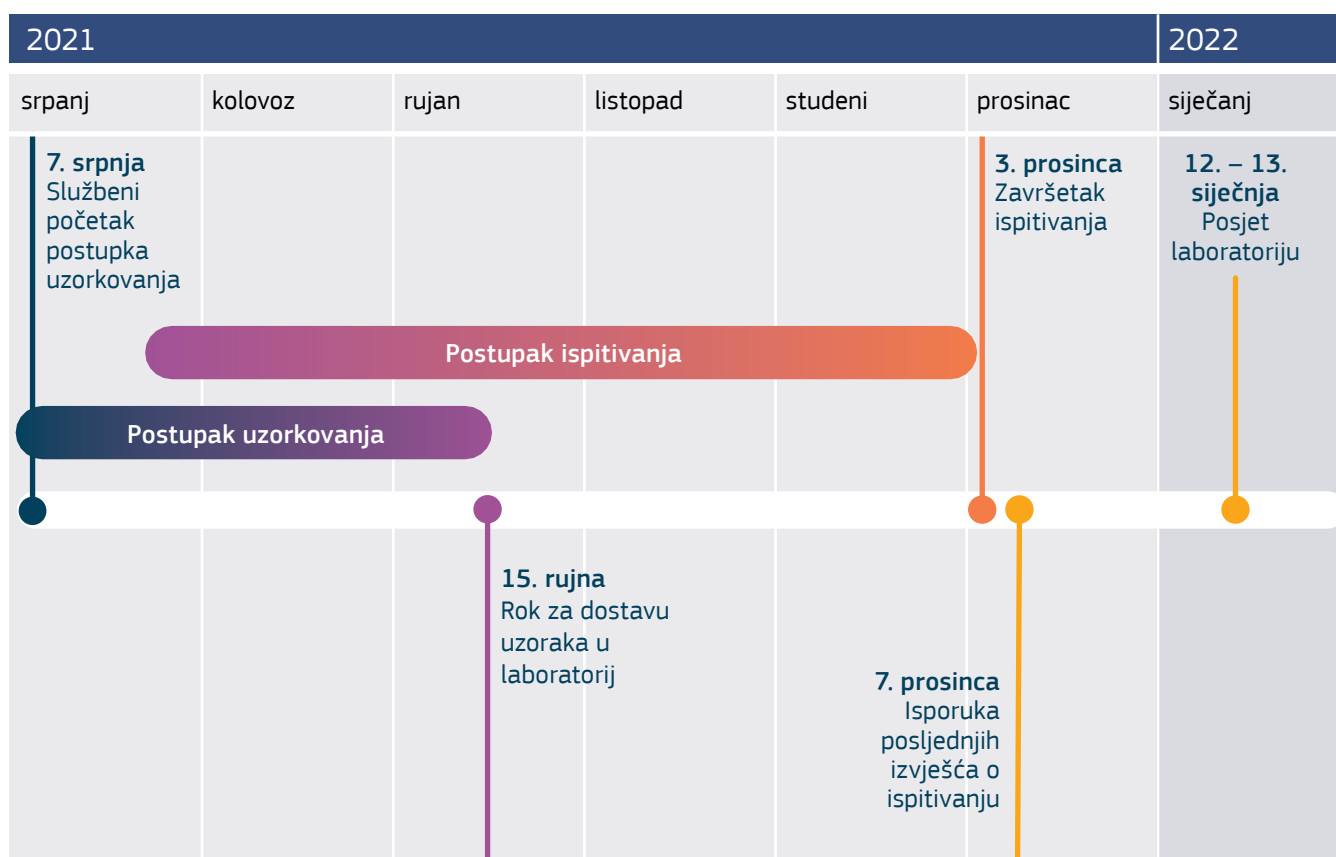 2021
2022
srpanj
kolovoz
rujan
listopad
studeni
prosinac
siječanj
7. srpnja
Službeni
početak
postupka
uzorkovanja
3. prosinca
Završetak
ispitivanja
12. – 13.
siječnja
Posjet
laboratoriju
Postupak ispitivanja
Postupak uzorkovanja
15. rujna
Rok za dostavu
uzoraka u
laboratorij
7. prosinca
Isporuka
posljednjih
izvješća o
ispitivanju